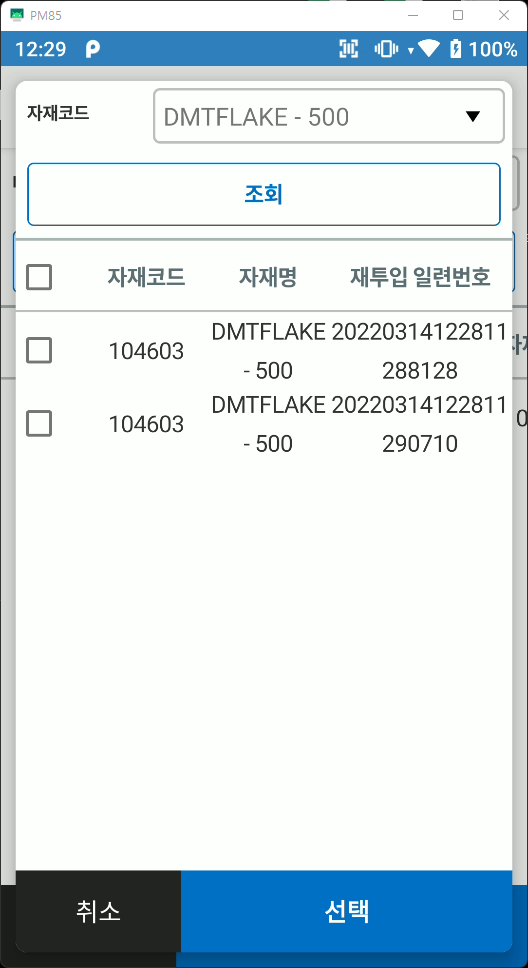 PM85
12:29 100%
자재코드 DMTFLAKE - 500
조회
자재코드 자재명 재투입 일련번호
104603 DMTFLAKE - 500 20220314122811288128
104603 DMTFLAKE - 500 20220314122811290710
취소 선택